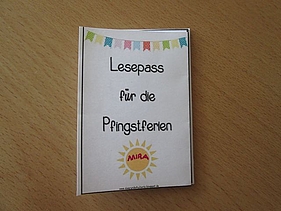 Lesepass
für die
Pfingstferien
MIRA